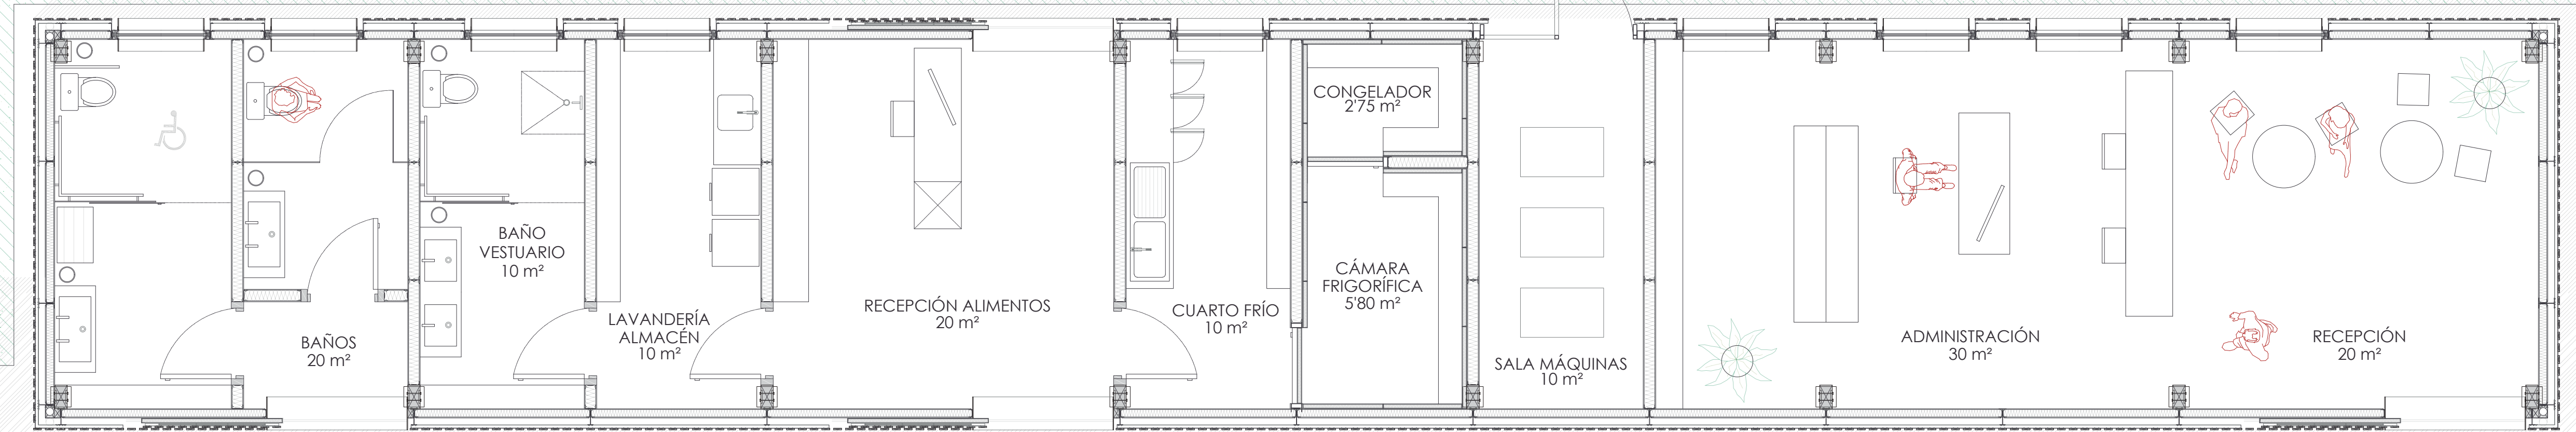 BAÑOS
20 m²
BAÑO
VESTUARIO
10 m²
LAVANDERÍA
ALMACÉN
10 m²
RECEPCIÓN ALIMENTOS
20 m²
CUARTO FRÍO
10 m²
CONGELADOR
2'75 m²
CÁMARA
FRIGORÍFICA
5'80 m²
SALA MÁQUINAS
10 m²
ADMINISTRACIÓN
30 m²
RECEPCIÓN
20 m²